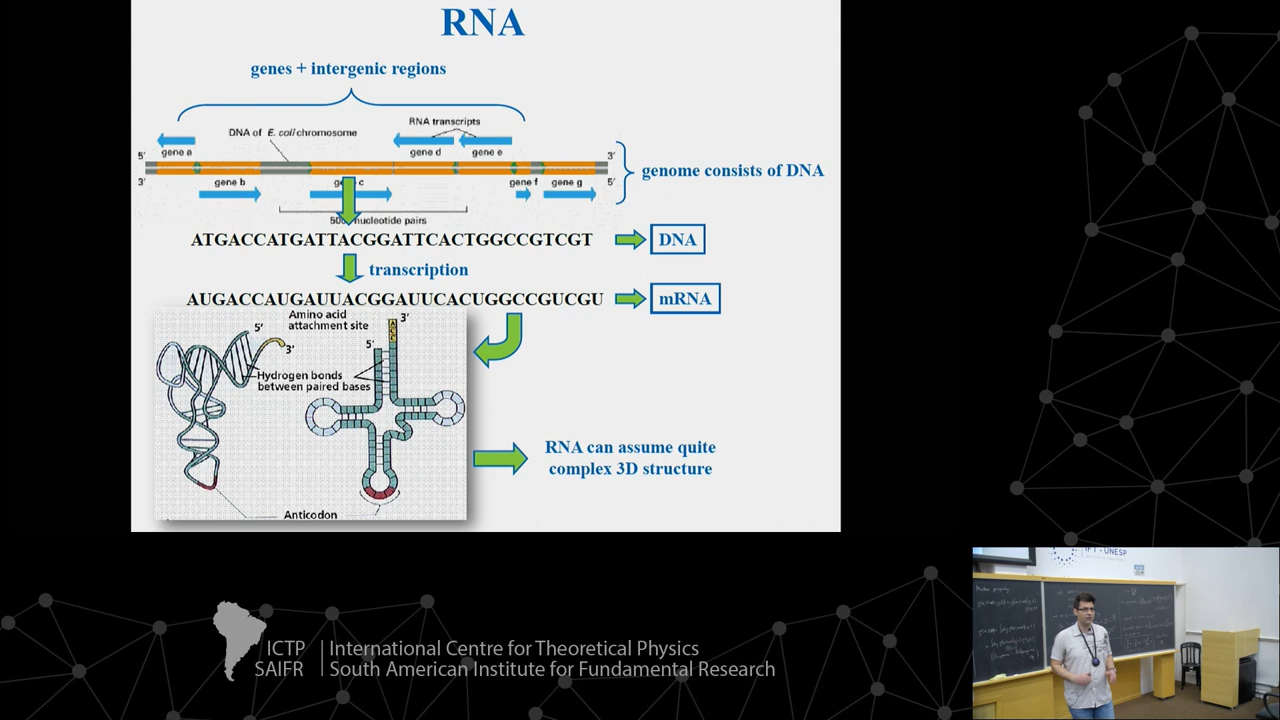 RNA
genes + intergenic regions
DNA of E. coli chromosome
RNA transcripts
gene a
gene d
gene e
5′
3′
genome consists of DNA
3′
5′
gene b
gene f
gene g
nucleotide pairs
ATGACCATGATTACGGATTCACTGGCCGTCGT
DNA
transcription
AUGACCAUGAUUACGGAUUCACUGGCCGUCGU
mRNA
Amino acid
attachment site
3′
5′
5′
3′
Hydrogen bonds
between paired bases
RNA can assume quite
complex 3D structure
Anticodon
IFT - UNESP
ICTP
SAIFR
International Centre for Theoretical Physics
South American Institute for Fundamental Research